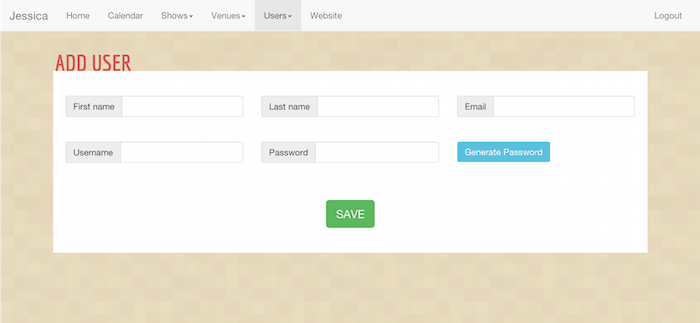 Jessica Home Calendar Shows Venues Users Website Logout
ADD USER
First name Last name Email
Username Password Generate Password
SAVE